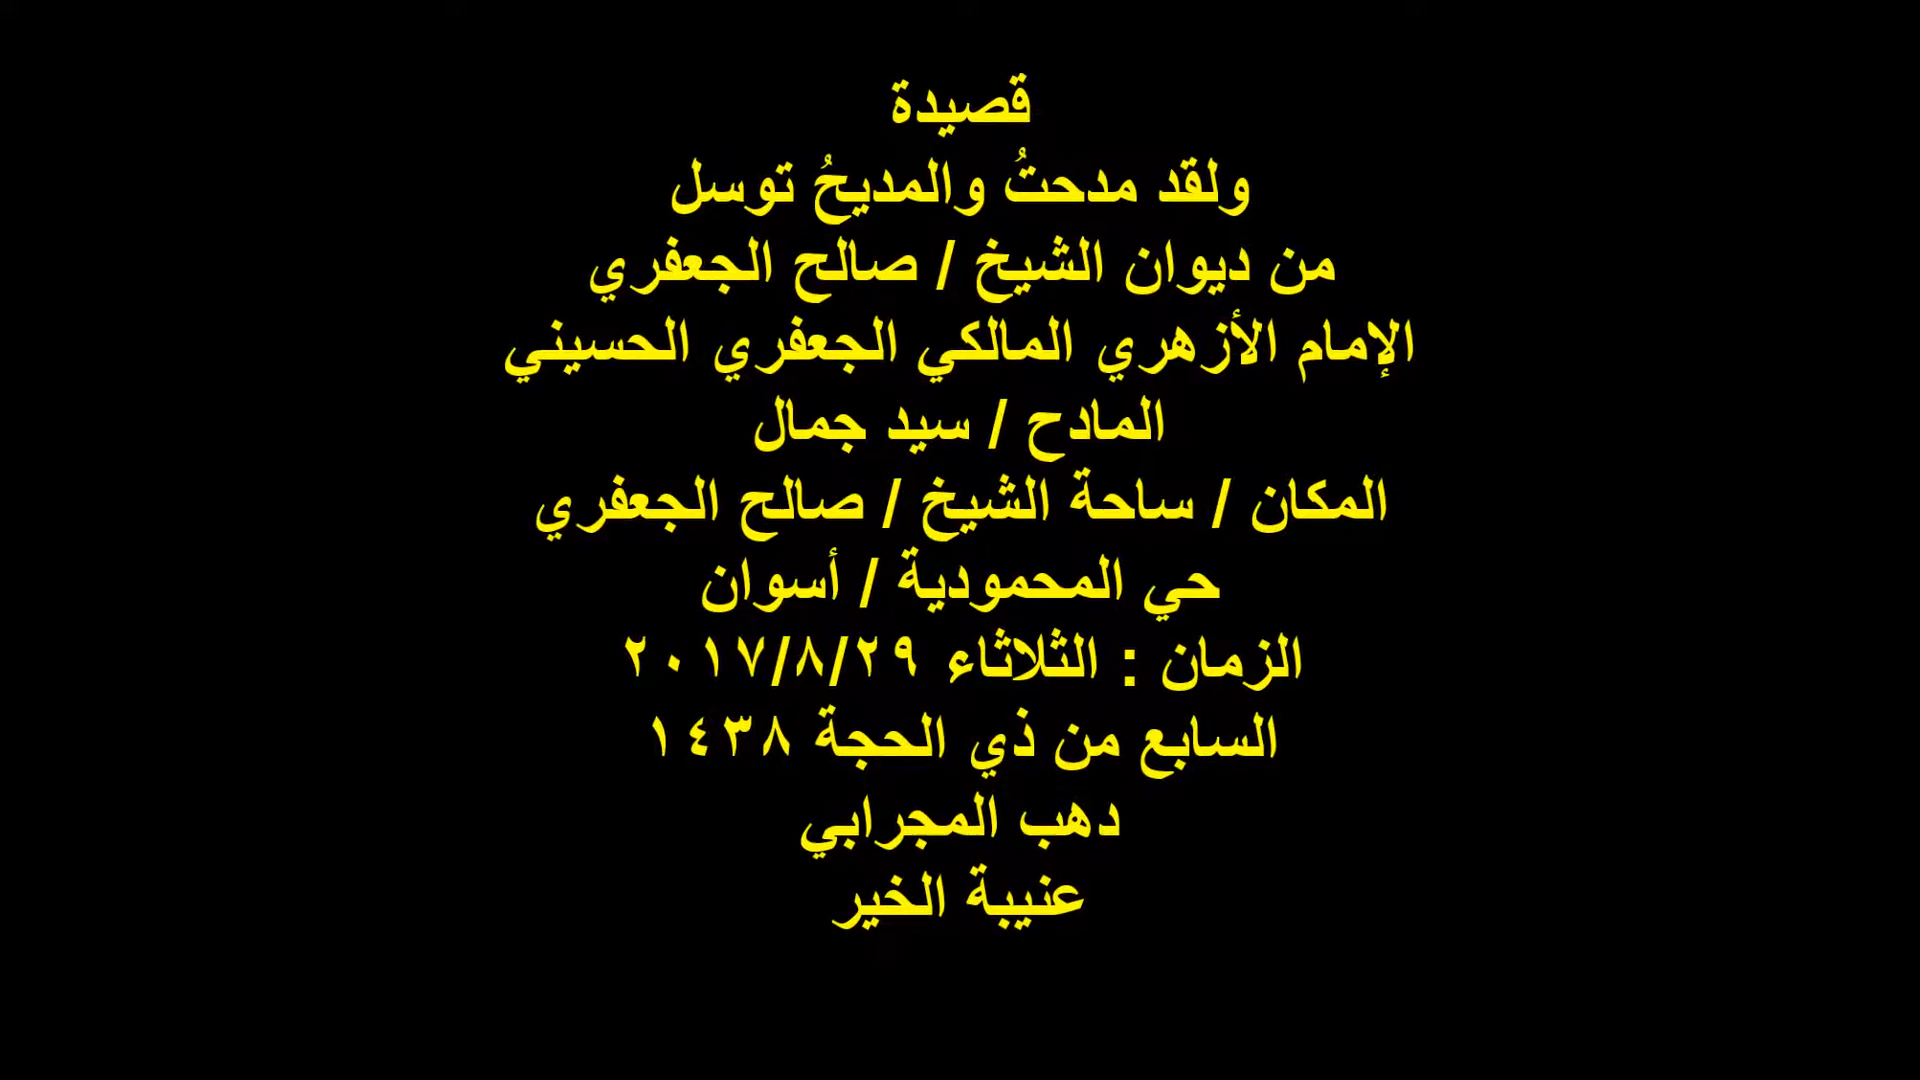 قصيدة
ولقد مدحتُ والمديحُ توسل
من ديوان الشيخ / صالح الجعفري
الإمام الأزهري المالكي الجعفري الحسيني
المادح / سيد جمال
المكان / ساحة الشيخ / صالح الجعفري
حي المحمودية / أسوان
الزمان : الثلاثاء ٢٠١٧/٨/٢٩
السابع من ذي الحجة ١٤٣٨
دهب المجرابي
عنيبة الخير